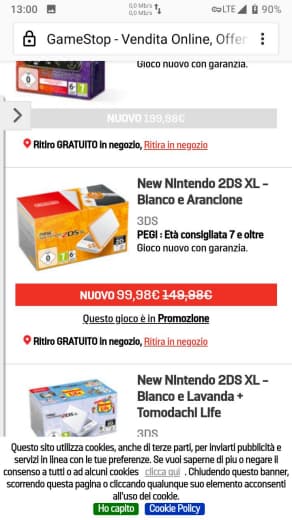 13:00
0,0 Mb/s
0,0 Mb/s
LTE
90%
GameStop - Vendita Online, Offer
Gioco nuovo con garanzia.
NUOVO 199,98€
Ritiro GRATUITO in negozio, Ritira in negozio
New NIntendo 2DS XL –
Blanco e Arancione
3DS
PEGI : Età consigliata 7 e oltre
Gioco nuovo con garanzia.
NUOVO 99,98€ 149,98€
Questo gioco è in Promozione
Ritiro GRATUITO in negozio, Ritira in negozio
New NIntendo 2DS XL –
Blanco e Lavanda +
Tomodachi LIfe
3DS
Questo sito utilizza cookies, anche di terze parti, per inviarti pubblicità e
servizi in linea con le tue preferenze. Se vuoi saperne di piu o negare il
consenso a tutti o ad alcuni cookies clicca qui . Chiudendo questo banner,
scorrendo questa pagina o cliccando qualunque suo elemento acconsenti
all'uso dei cookie.
Ho capito Cookie Policy